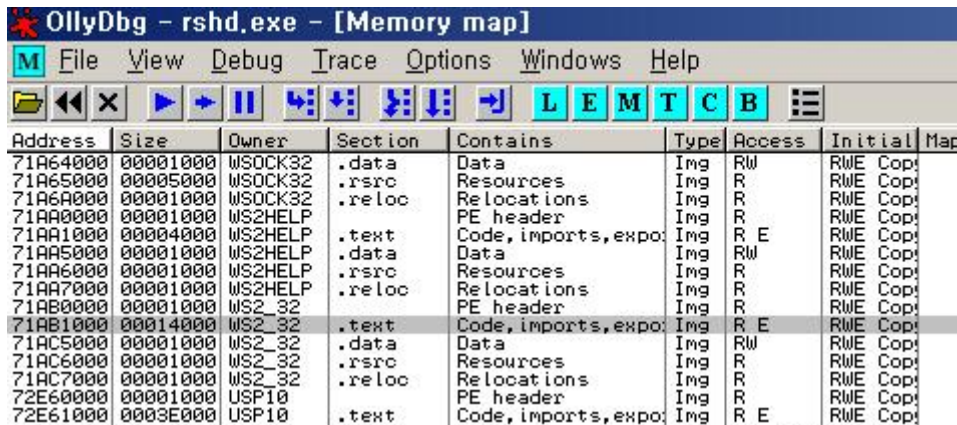 OllyDbg - rshd.exe - [Memory map]
M File View Debug Trace Options Windows Help
L E M T C B
Address Size Owner Section Contains Type Access Initial Map
71A64000 00001000 WSOCK32 .data Data Img RW RWE Cop
71A65000 00005000 WSOCK32 .rsrc Resources Img R RWE Cop
71A6A000 00001000 WSOCK32 .reloc Relocations Img R RWE Cop
71AA0000 00001000 WS2HELP PE header Img R RWE Cop
71AA1000 00004000 WS2HELP .text Code,imports,expo Img R E RWE Cop
71AA5000 00001000 WS2HELP .data Data Img RW RWE Cop
71AA6000 00001000 WS2HELP .rsrc Resources Img R RWE Cop
71AA7000 00001000 WS2HELP .reloc Relocations Img R RWE Cop
71AB0000 00001000 WS2_32 PE header Img R RWE Cop
71AB1000 00014000 WS2_32 .text Code,imports,expo Img R E RWE Cop
71AC5000 00001000 WS2_32 .data Data Img RW RWE Cop
71AC6000 00001000 WS2_32 .rsrc Resources Img R RWE Cop
71AC7000 00001000 WS2_32 .reloc Relocations Img R RWE Cop
72E60000 00001000 USP10 PE header Img R RWE Cop
72E61000 0003E000 USP10 .text Code,imports,expo Img R E RWE Cop